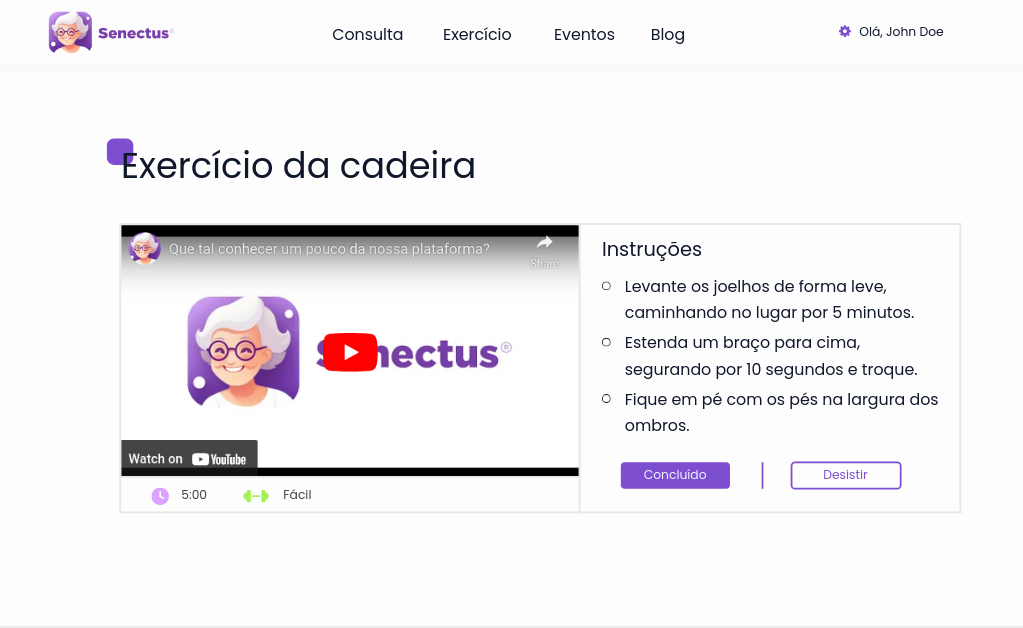 Senectus®
Consulta
Exercício
Eventos
Blog
Olá, John Doe
Exercício da cadeira
Que tal conhecer um pouco da nossa plataforma?
Share
Senectus®
Watch on YouTube
5:00
Fácil
Instruções
Levante os joelhos de forma leve,
caminhando no lugar por 5 minutos.
Estenda um braço para cima,
segurando por 10 segundos e troque.
Fique em pé com os pés na largura dos
ombros.
Concluído
Desistir